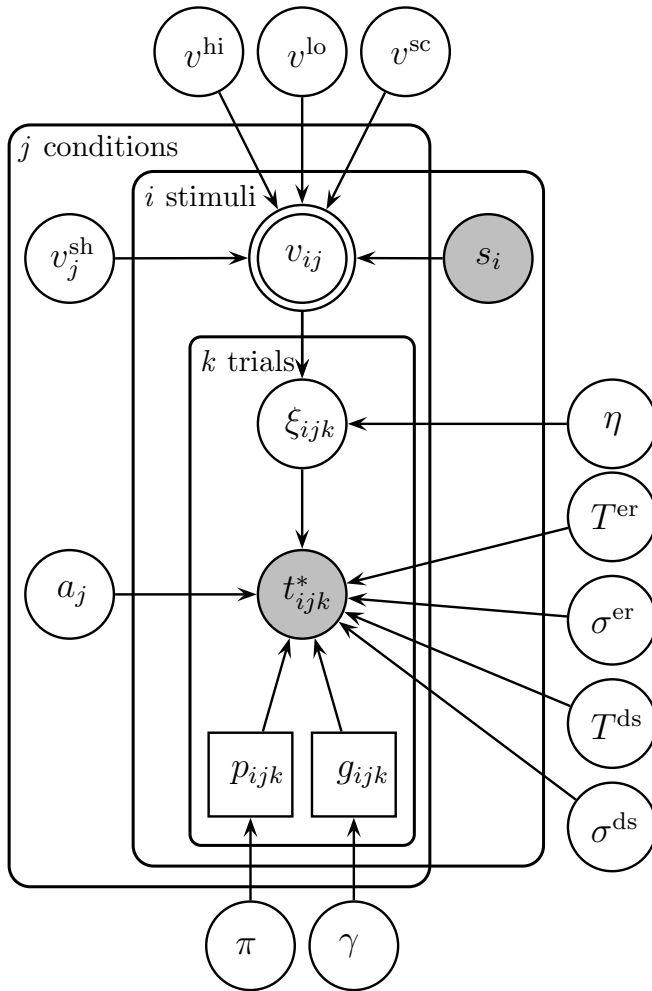 v^hi v^lo v^sc
j conditions
i stimuli
v_j^sh v_ij s_i
k trials
ξ_ijk η
T^er
a_j t*_ijk σ^er
T^ds
p_ijk g_ijk
σ^ds
π γ